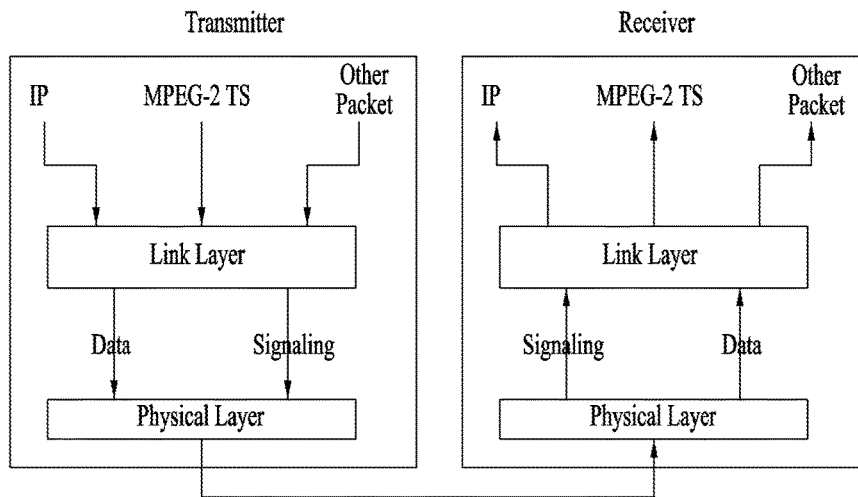 Transmitter
IP
MPEG-2 TS
Other
Packet
Link Layer
Data
Signaling
Physical Layer
Receiver
IP
MPEG-2 TS
Other
Packet
Link Layer
Signaling
Data
Physical Layer